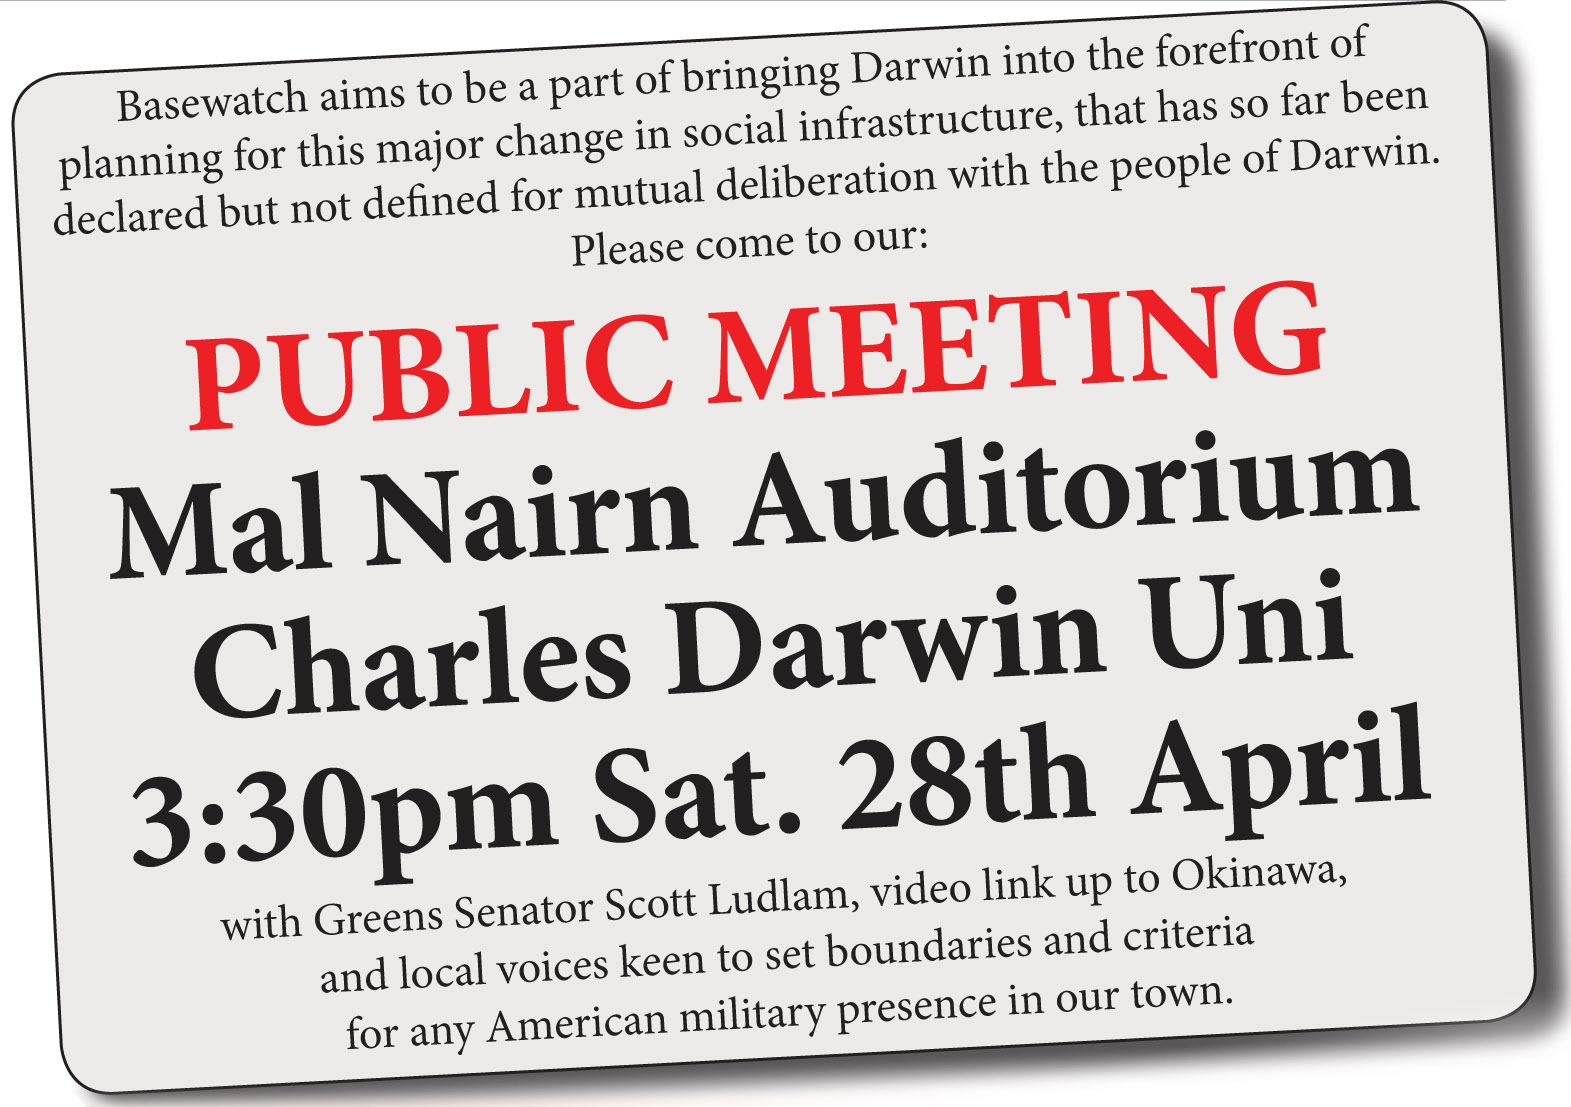 Basewatch aims to be a part of bringing Darwin into the forefront of
planning for this major change in social infrastructure, that has so far been
declared but not defined for mutual deliberation with the people of Darwin.
Please come to our:
PUBLIC MEETING
Mal Nairn Auditorium
Charles Darwin Uni
3:30pm Sat. 28th April
with Greens Senator Scott Ludlam, video link up to Okinawa,
and local voices keen to set boundaries and criteria
for any American military presence in our town.